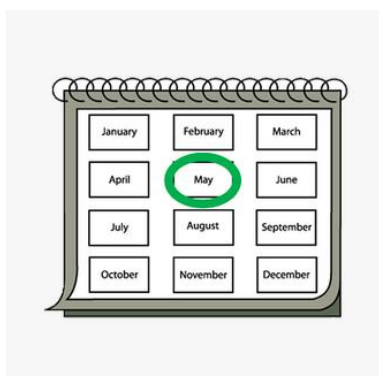 January February March
April May June
July August September
October November December